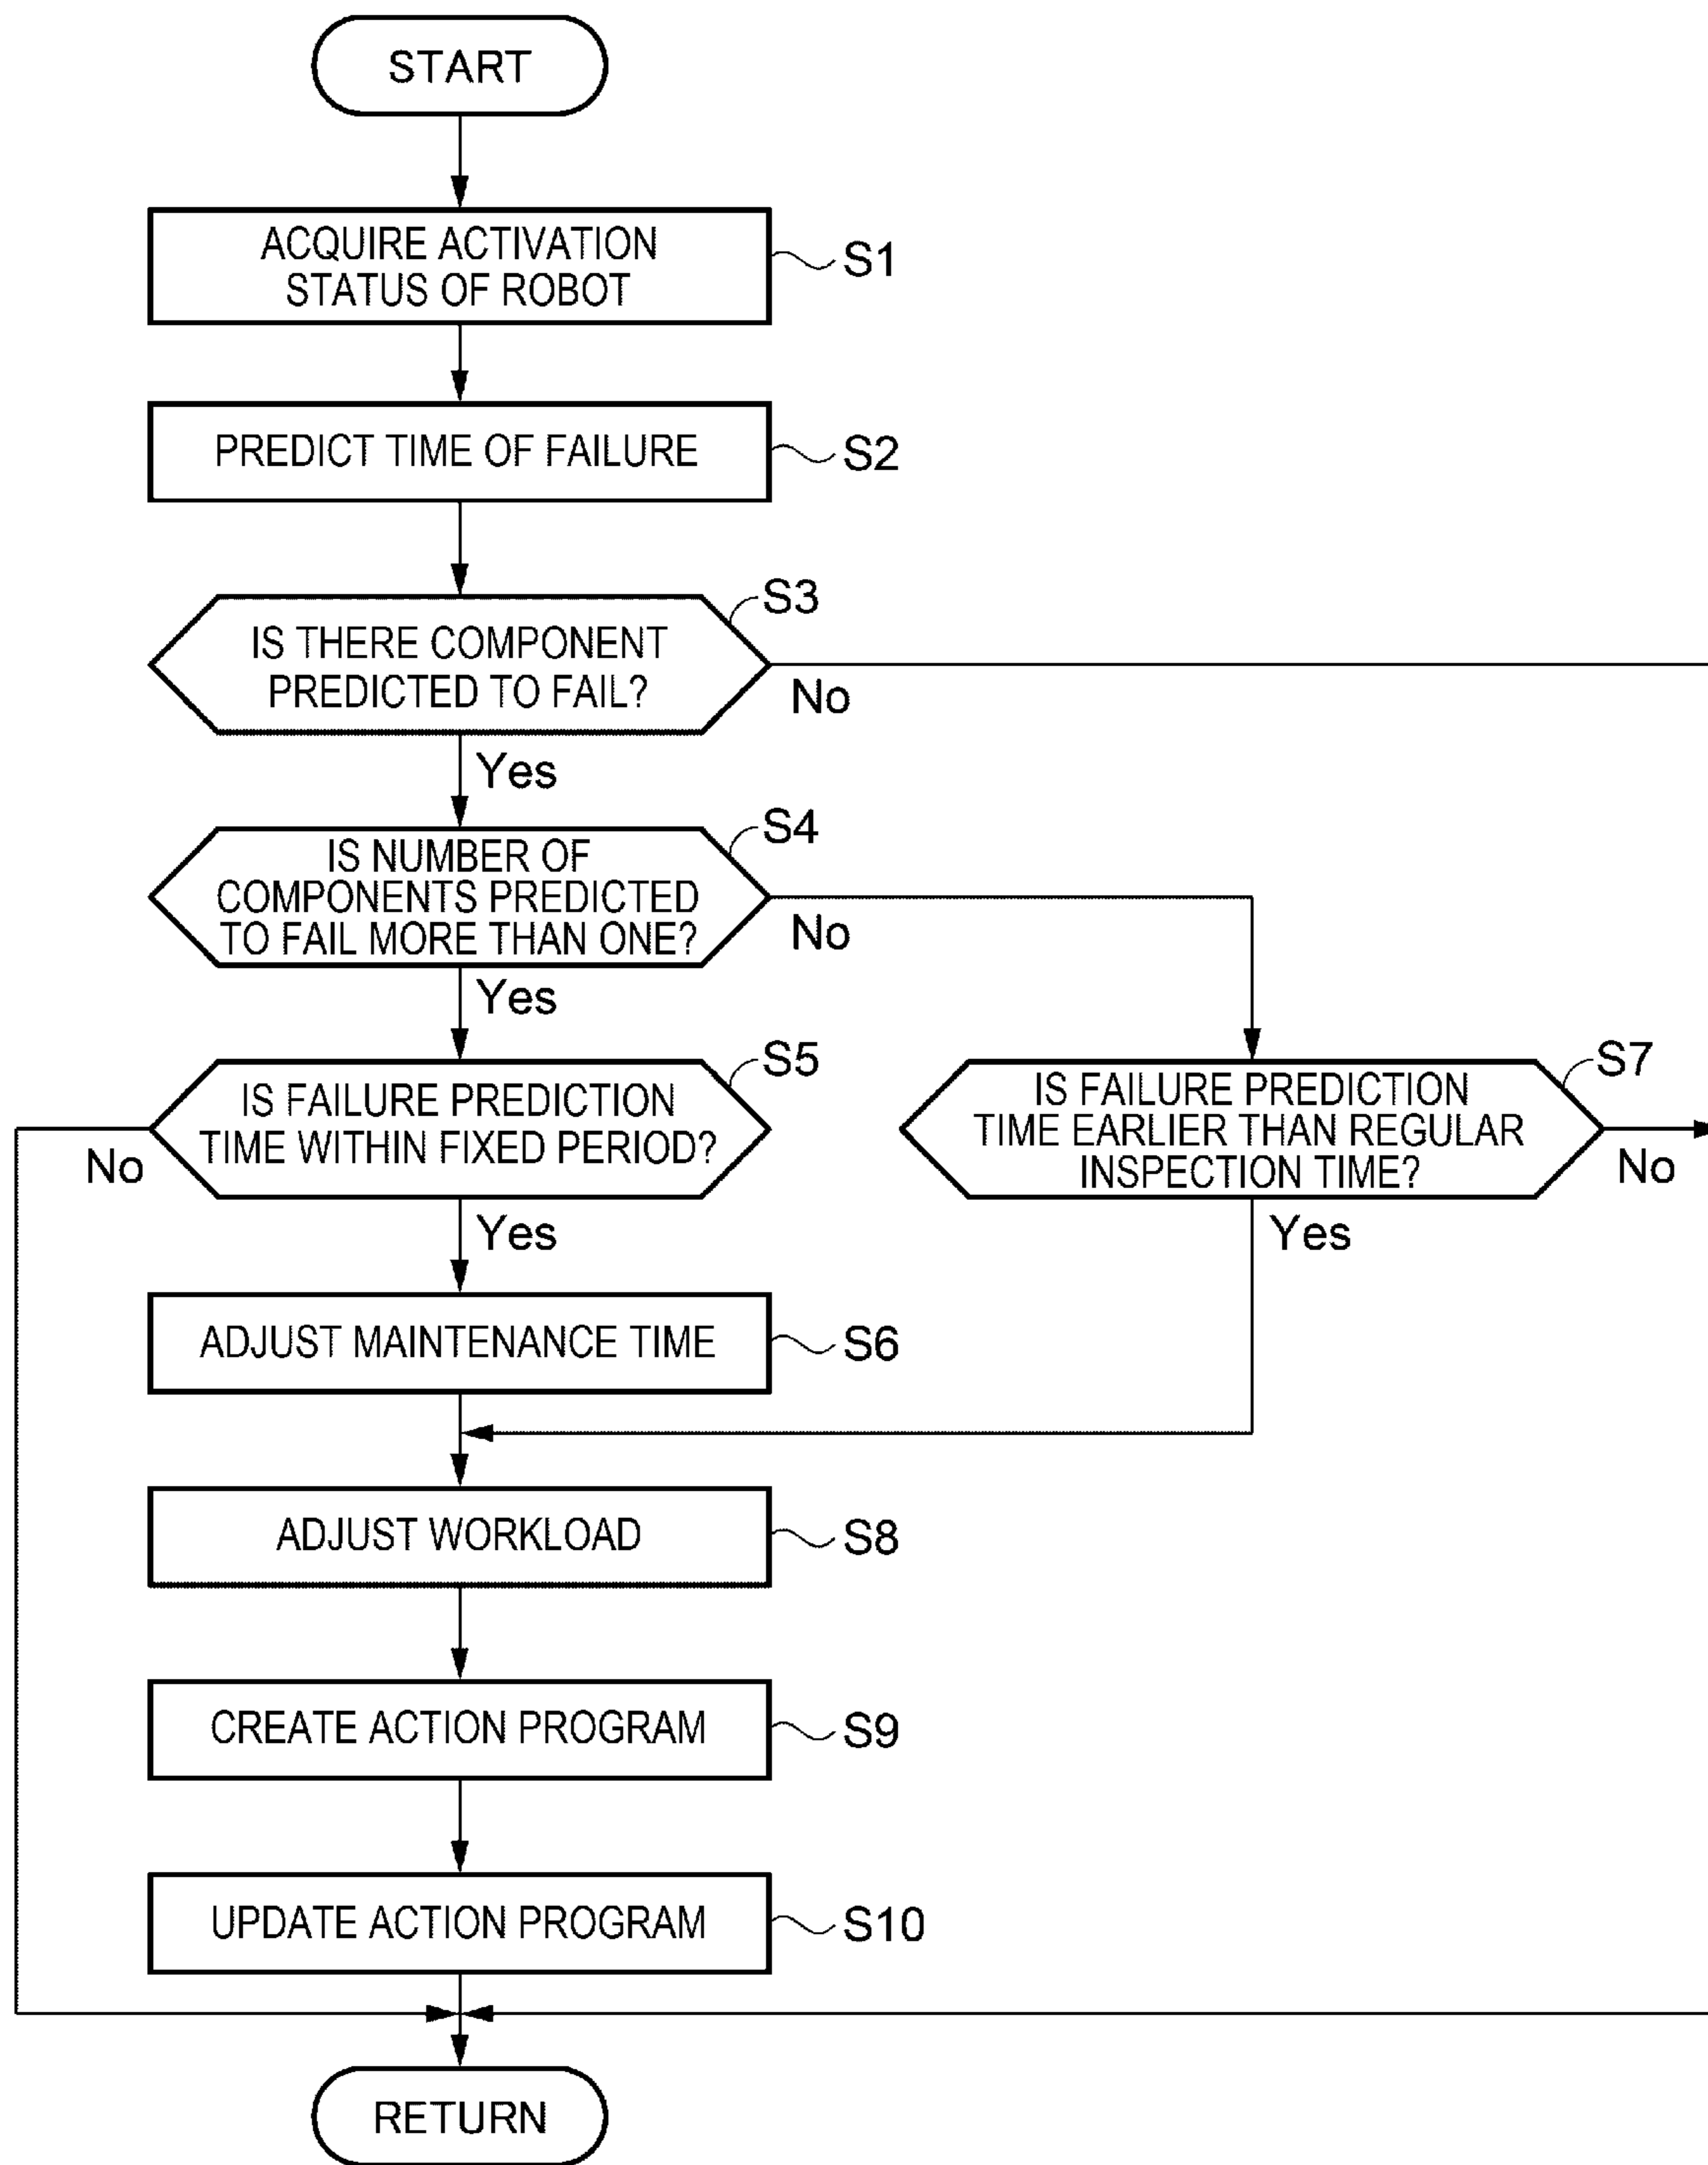 START
ACQUIRE ACTIVATION
STATUS OF ROBOT
S1
PREDICT TIME OF FAILURE
S2
S3
IS THERE COMPONENT
PREDICTED TO FAIL?
No
Yes
S4
IS NUMBER OF
COMPONENTS PREDICTED
TO FAIL MORE THAN ONE?
No
Yes
S5
IS FAILURE PREDICTION
TIME WITHIN FIXED PERIOD?
No
Yes
S7
IS FAILURE PREDICTION
TIME EARLIER THAN REGULAR
INSPECTION TIME?
No
Yes
ADJUST MAINTENANCE TIME
S6
ADJUST WORKLOAD
S8
CREATE ACTION PROGRAM
S9
UPDATE ACTION PROGRAM
S10
RETURN